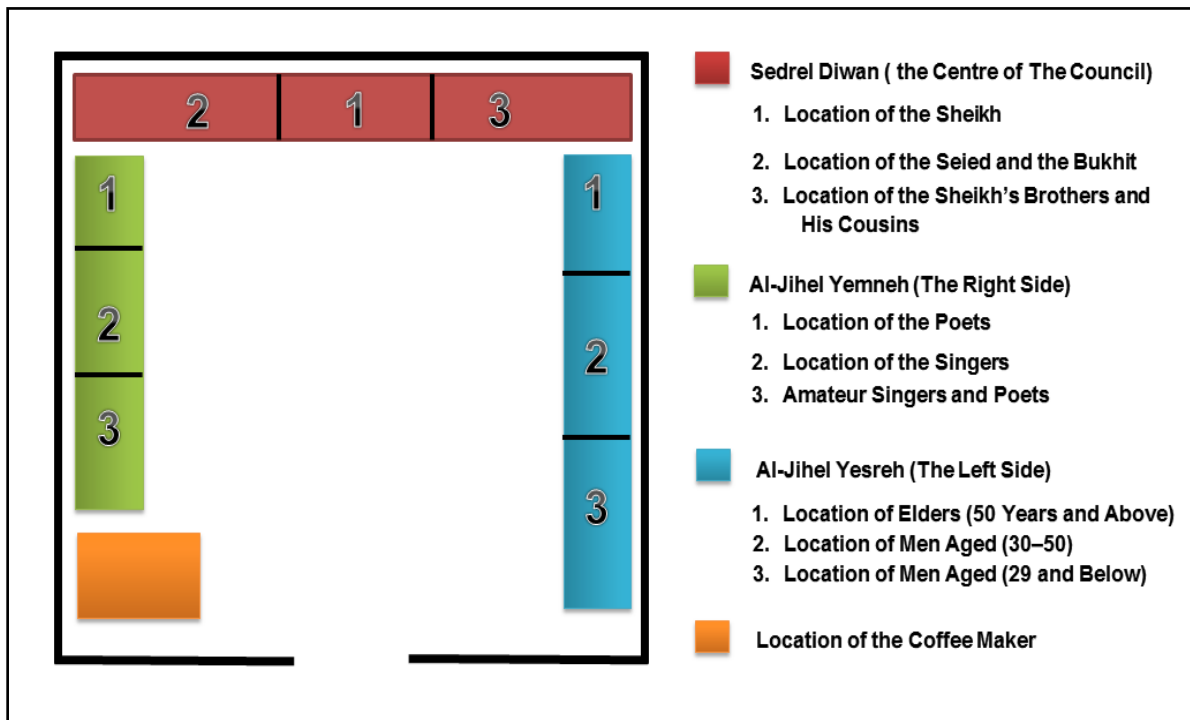 2 1 3
1
2
3
1
2
3
Sedrel Diwan ( the Centre of The Council)
1. Location of the Sheikh
2. Location of the Seied and the Bukhit
3. Location of the Sheikh's Brothers and
His Cousins
Al-Jihel Yemneh (The Right Side)
1. Location of the Poets
2. Location of the Singers
3. Amateur Singers and Poets
Al-Jihel Yesreh (The Left Side)
1. Location of Elders (50 Years and Above)
2. Location of Men Aged (30–50)
3. Location of Men Aged (29 and Below)
Location of the Coffee Maker